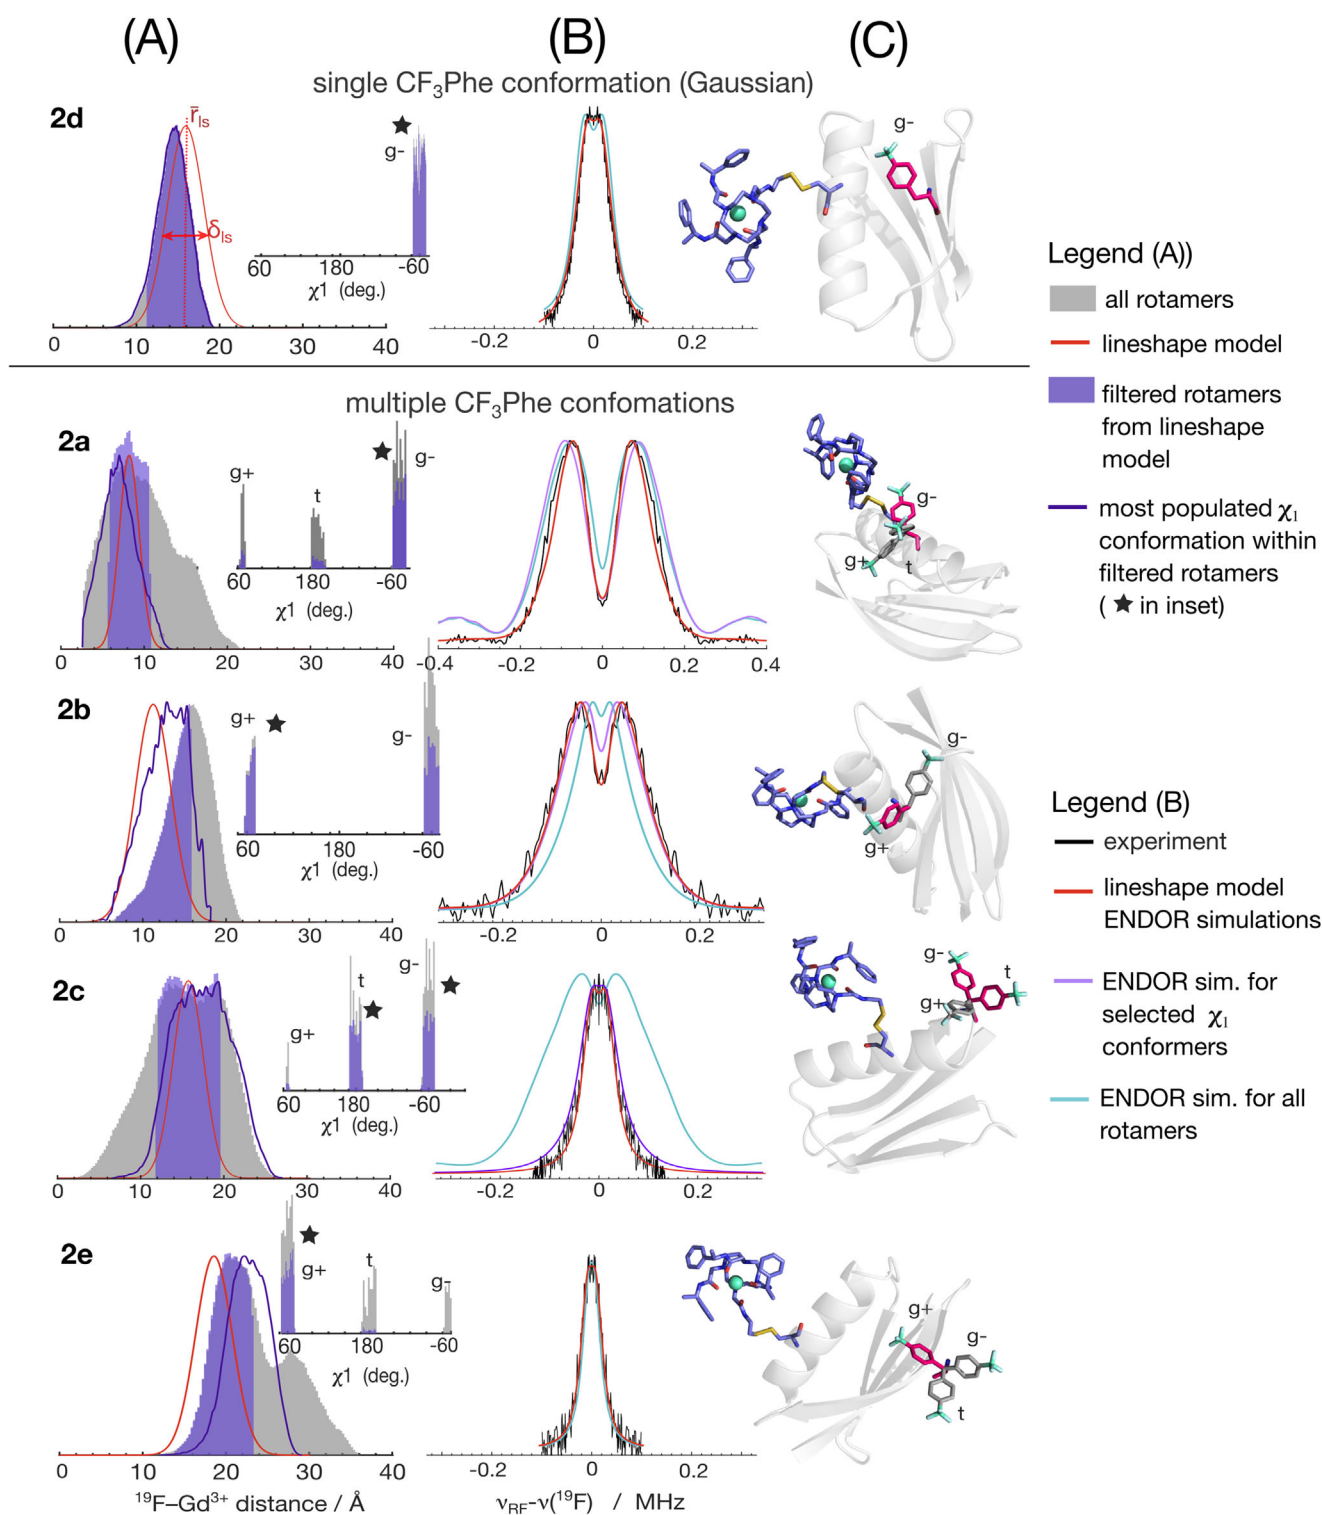 (A) (B) (C)
single CF₃Phe conformation (Gaussian)
2d
r̄ls
δls
g-
60 180 -60
χ1 (deg.)
0 10 20 30 40
-0.2 0 0.2
g-
multiple CF₃Phe confomations
2a
g+
t
g-
60 180 -60
χ1 (deg.)
0 10 20 30 40
-0.4 -0.2 0 0.2 0.4
g-
g+
t
2b
g+
g-
60 180 -60
χ1 (deg.)
0 10 20 30 40
-0.2 0 0.2
g-
g+
2c
g+
t
g-
60 180 -60
χ1 (deg.)
0 10 20 30 40
-0.2 0 0.2
g-
t
g+
2e
g+
t
g-
60 180 -60
χ1 (deg.)
0 10 20 30 40
-0.2 0 0.2
g+
g-
t
¹⁹F–Gd³⁺ distance / Å
νRF-ν(¹⁹F) / MHz
Legend (A))
all rotamers
lineshape model
filtered rotamers
from lineshape
model
most populated χ₁
conformation within
filtered rotamers
( ★ in inset)
Legend (B)
experiment
lineshape model
ENDOR simulations
ENDOR sim. for
selected χ₁
conformers
ENDOR sim. for all
rotamers